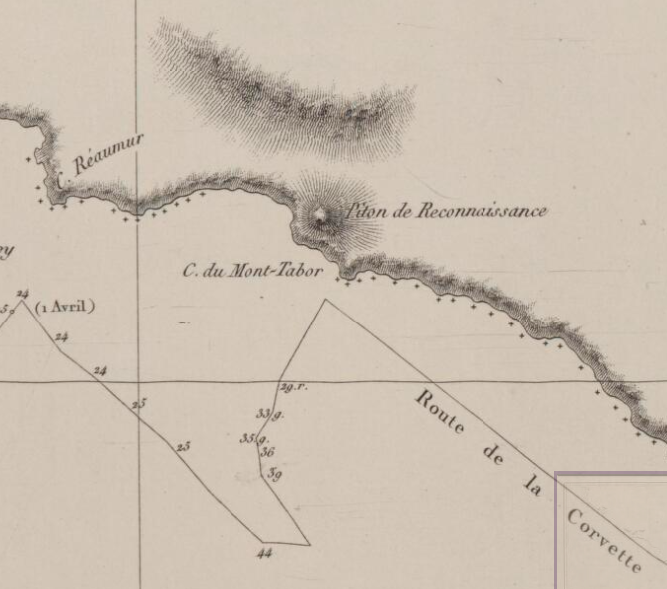 C. Réaumur
Piton de Reconnaissance
C. du Mont-Tabor
24
(1 Avril)
24
24
29.r.
Route de la Corvette
25
33.g.
35.g.
25
36
39
44